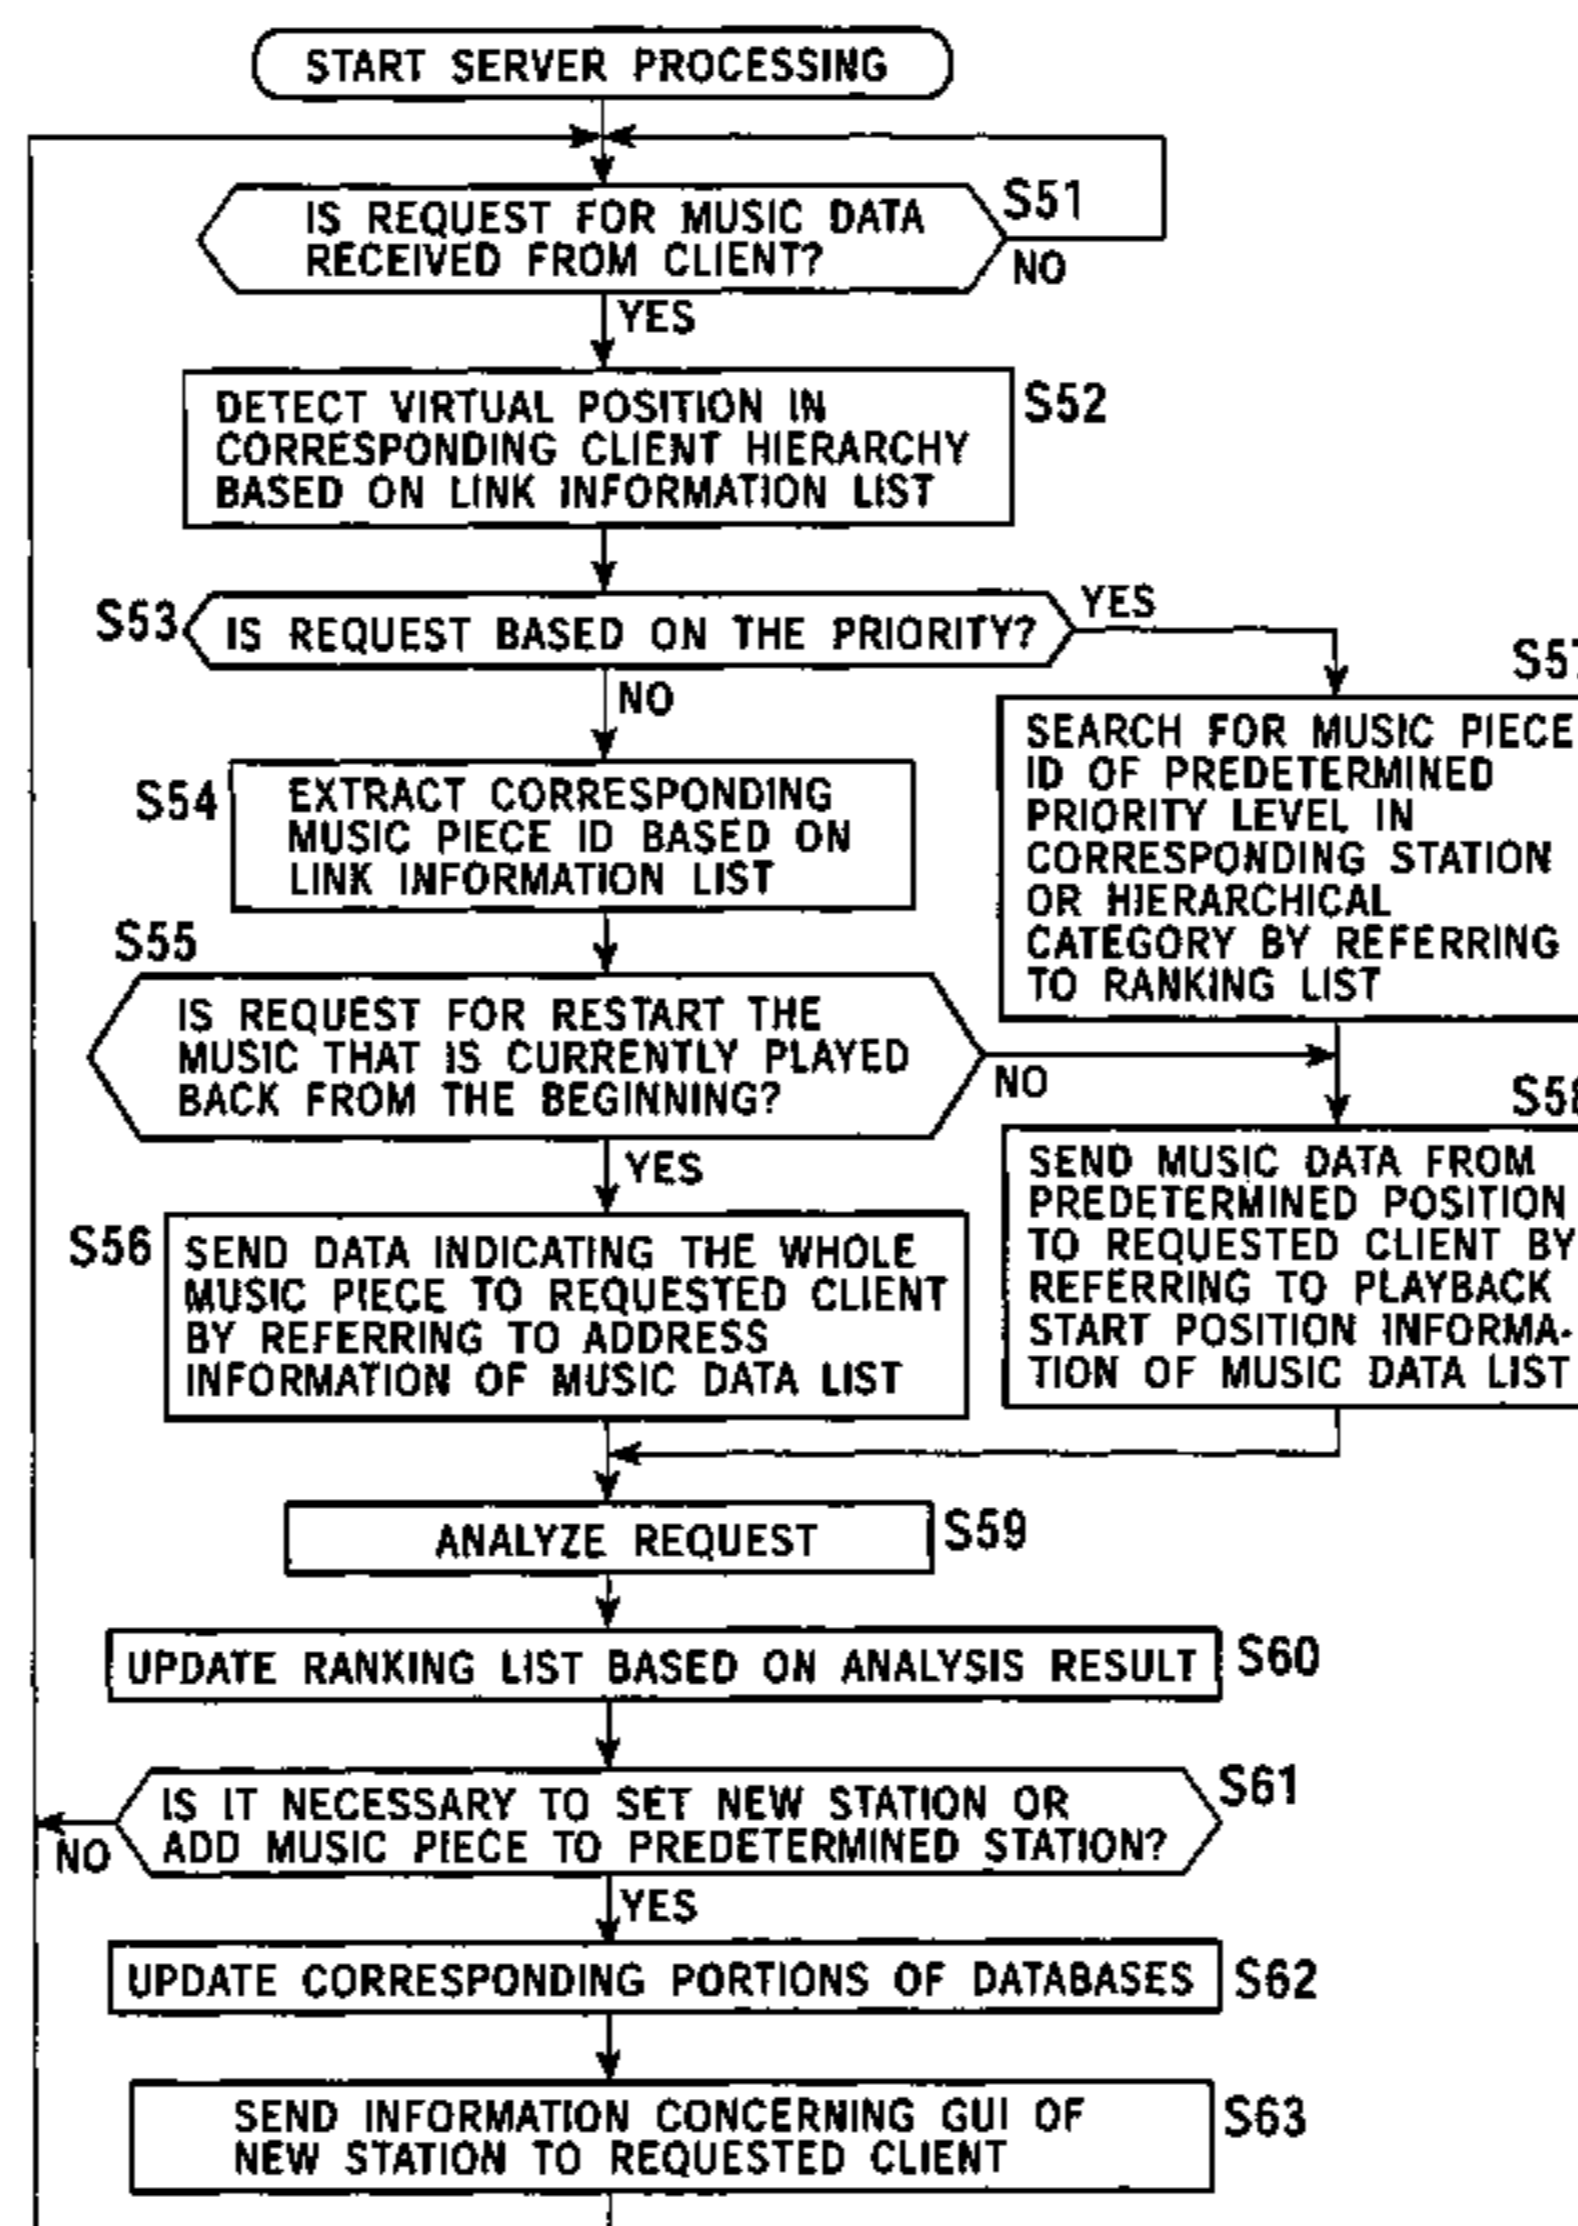 START SERVER PROCESSING
IS REQUEST FOR MUSIC DATA
RECEIVED FROM CLIENT?
S51
NO
YES
DETECT VIRTUAL POSITION IN
CORRESPONDING CLIENT HIERARCHY
BASED ON LINK INFORMATION LIST
S52
S53
IS REQUEST BASED ON THE PRIORITY?
YES
NO
S57
SEARCH FOR MUSIC PIECE
ID OF PREDETERMINED
PRIORITY LEVEL IN
CORRESPONDING STATION
OR HIERARCHICAL
CATEGORY BY REFERRING
TO RANKING LIST
S54
EXTRACT CORRESPONDING
MUSIC PIECE ID BASED ON
LINK INFORMATION LIST
S55
IS REQUEST FOR RESTART THE
MUSIC THAT IS CURRENTLY PLAYED
BACK FROM THE BEGINNING?
NO
YES
S58
SEND MUSIC DATA FROM
PREDETERMINED POSITION
TO REQUESTED CLIENT BY
REFERRING TO PLAYBACK
START POSITION INFORMA-
TION OF MUSIC DATA LIST
S56
SEND DATA INDICATING THE WHOLE
MUSIC PIECE TO REQUESTED CLIENT
BY REFERRING TO ADDRESS
INFORMATION OF MUSIC DATA LIST
ANALYZE REQUEST
S59
UPDATE RANKING LIST BASED ON ANALYSIS RESULT
S60
IS IT NECESSARY TO SET NEW STATION OR
ADD MUSIC PIECE TO PREDETERMINED STATION?
S61
NO
YES
UPDATE CORRESPONDING PORTIONS OF DATABASES
S62
SEND INFORMATION CONCERNING GUI OF
NEW STATION TO REQUESTED CLIENT
S63